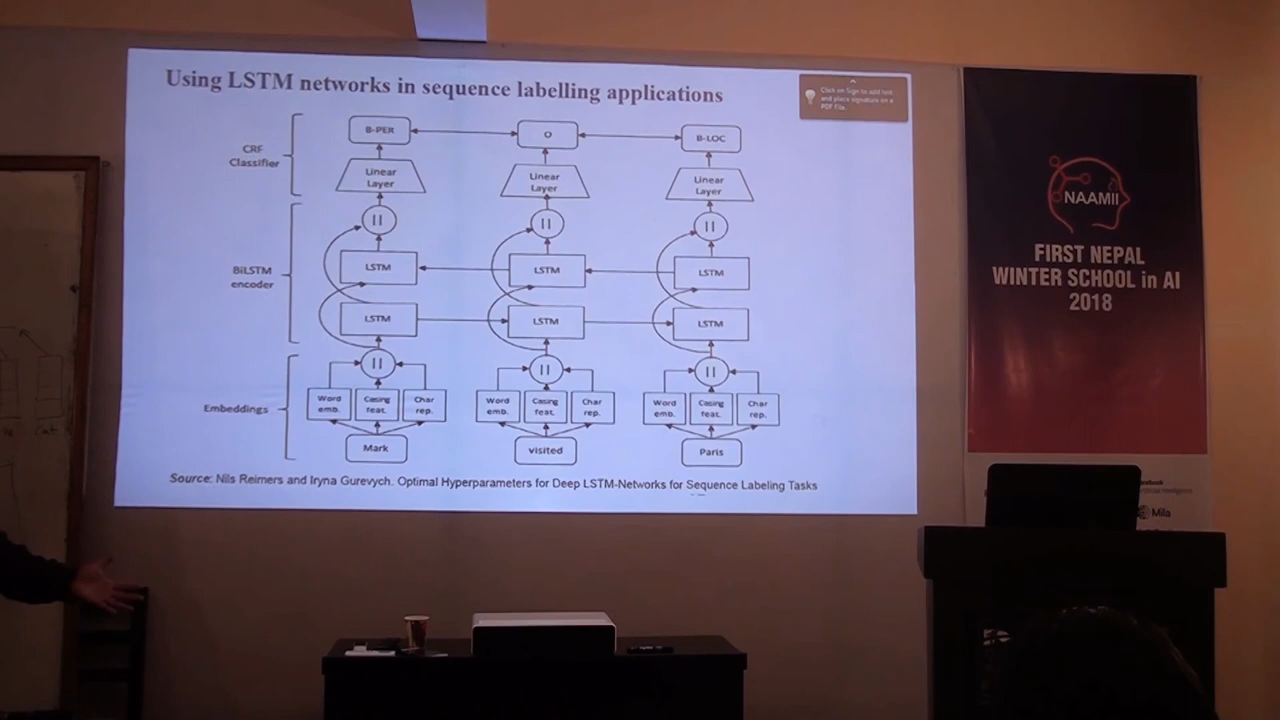 Using LSTM networks in sequence labelling applications
Click on Sign to add text
and place signature on a
PDF File.
CRF
Classifier
B-PER
O
B-LOC
Linear
Layer
Linear
Layer
Linear
Layer
BiLSTM
encoder
||
||
||
LSTM
LSTM
LSTM
LSTM
LSTM
LSTM
||
||
||
Embeddings
Word
emb.
Casing
feat.
Char
rep.
Word
emb.
Casing
feat.
Char
rep.
Word
emb.
Casing
feat.
Char
rep.
Mark
visited
Paris
Source: Nils Reimers and Iryna Gurevych. Optimal Hyperparameters for Deep LSTM-Networks for Sequence Labeling Tasks
NAAMII
FIRST NEPAL
WINTER SCHOOL in AI
2018
Mila